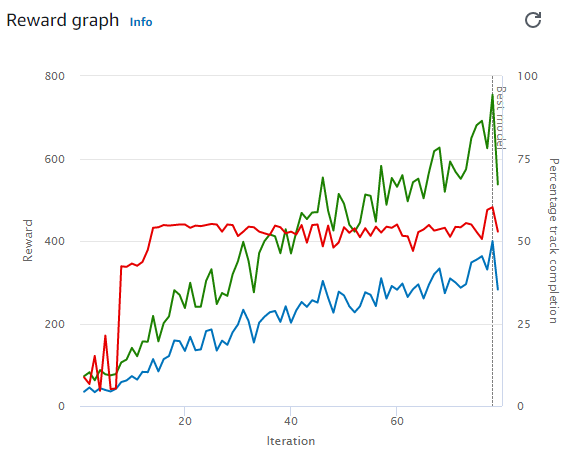 Reward graph Info
800
600
400
200
0
Reward
20
40
60
Iteration
100
75
50
25
0
Percentage track completion
Best model